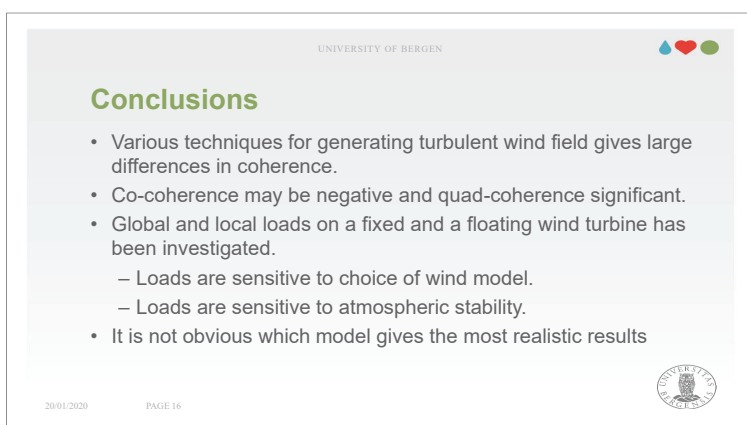 UNIVERSITY OF BERGEN
Conclusions
• Various techniques for generating turbulent wind field gives large
differences in coherence.
• Co-coherence may be negative and quad-coherence significant.
• Global and local loads on a fixed and a floating wind turbine has
been investigated.
– Loads are sensitive to choice of wind model.
– Loads are sensitive to atmospheric stability.
• It is not obvious which model gives the most realistic results
UNIVERSITAS
BERGENSIS
20/01/2020
PAGE 16